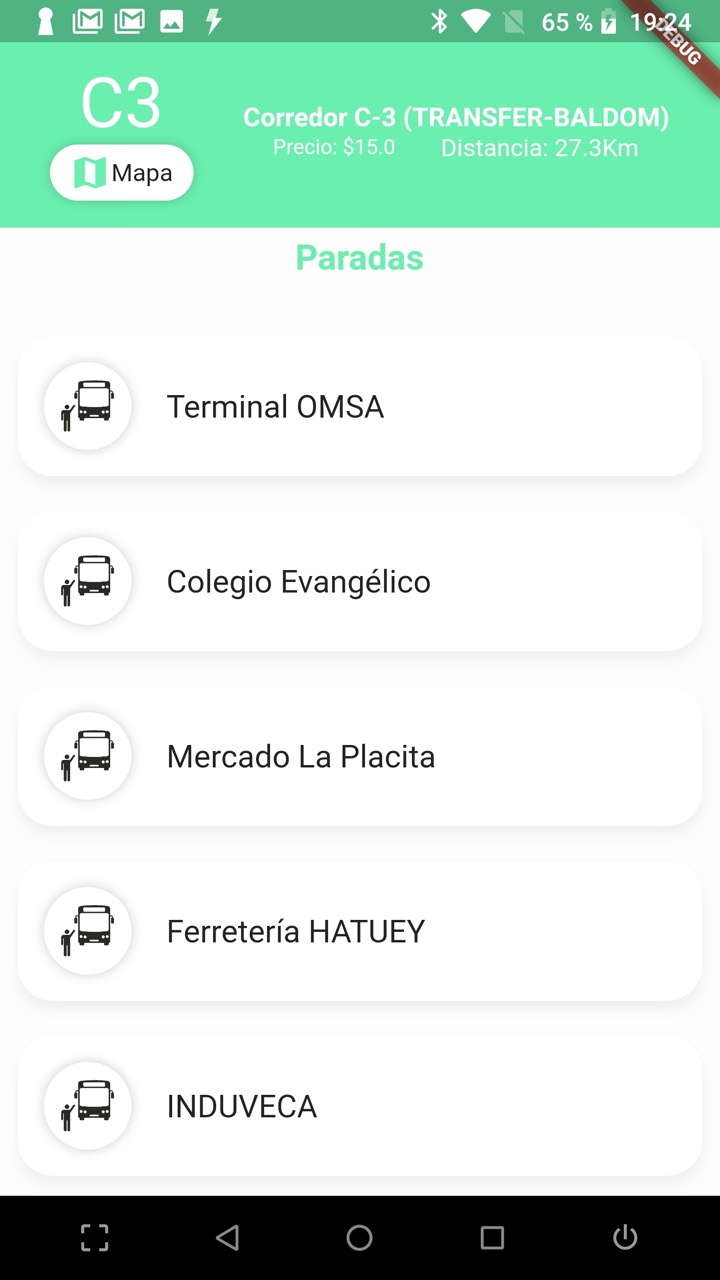 65 % 19:24
DEBUG
C3
Mapa
Corredor C-3 (TRANSFER-BALDOM)
Precio: $15.0 Distancia: 27.3Km
Paradas
Terminal OMSA
Colegio Evangélico
Mercado La Placita
Ferretería HATUEY
INDUVECA